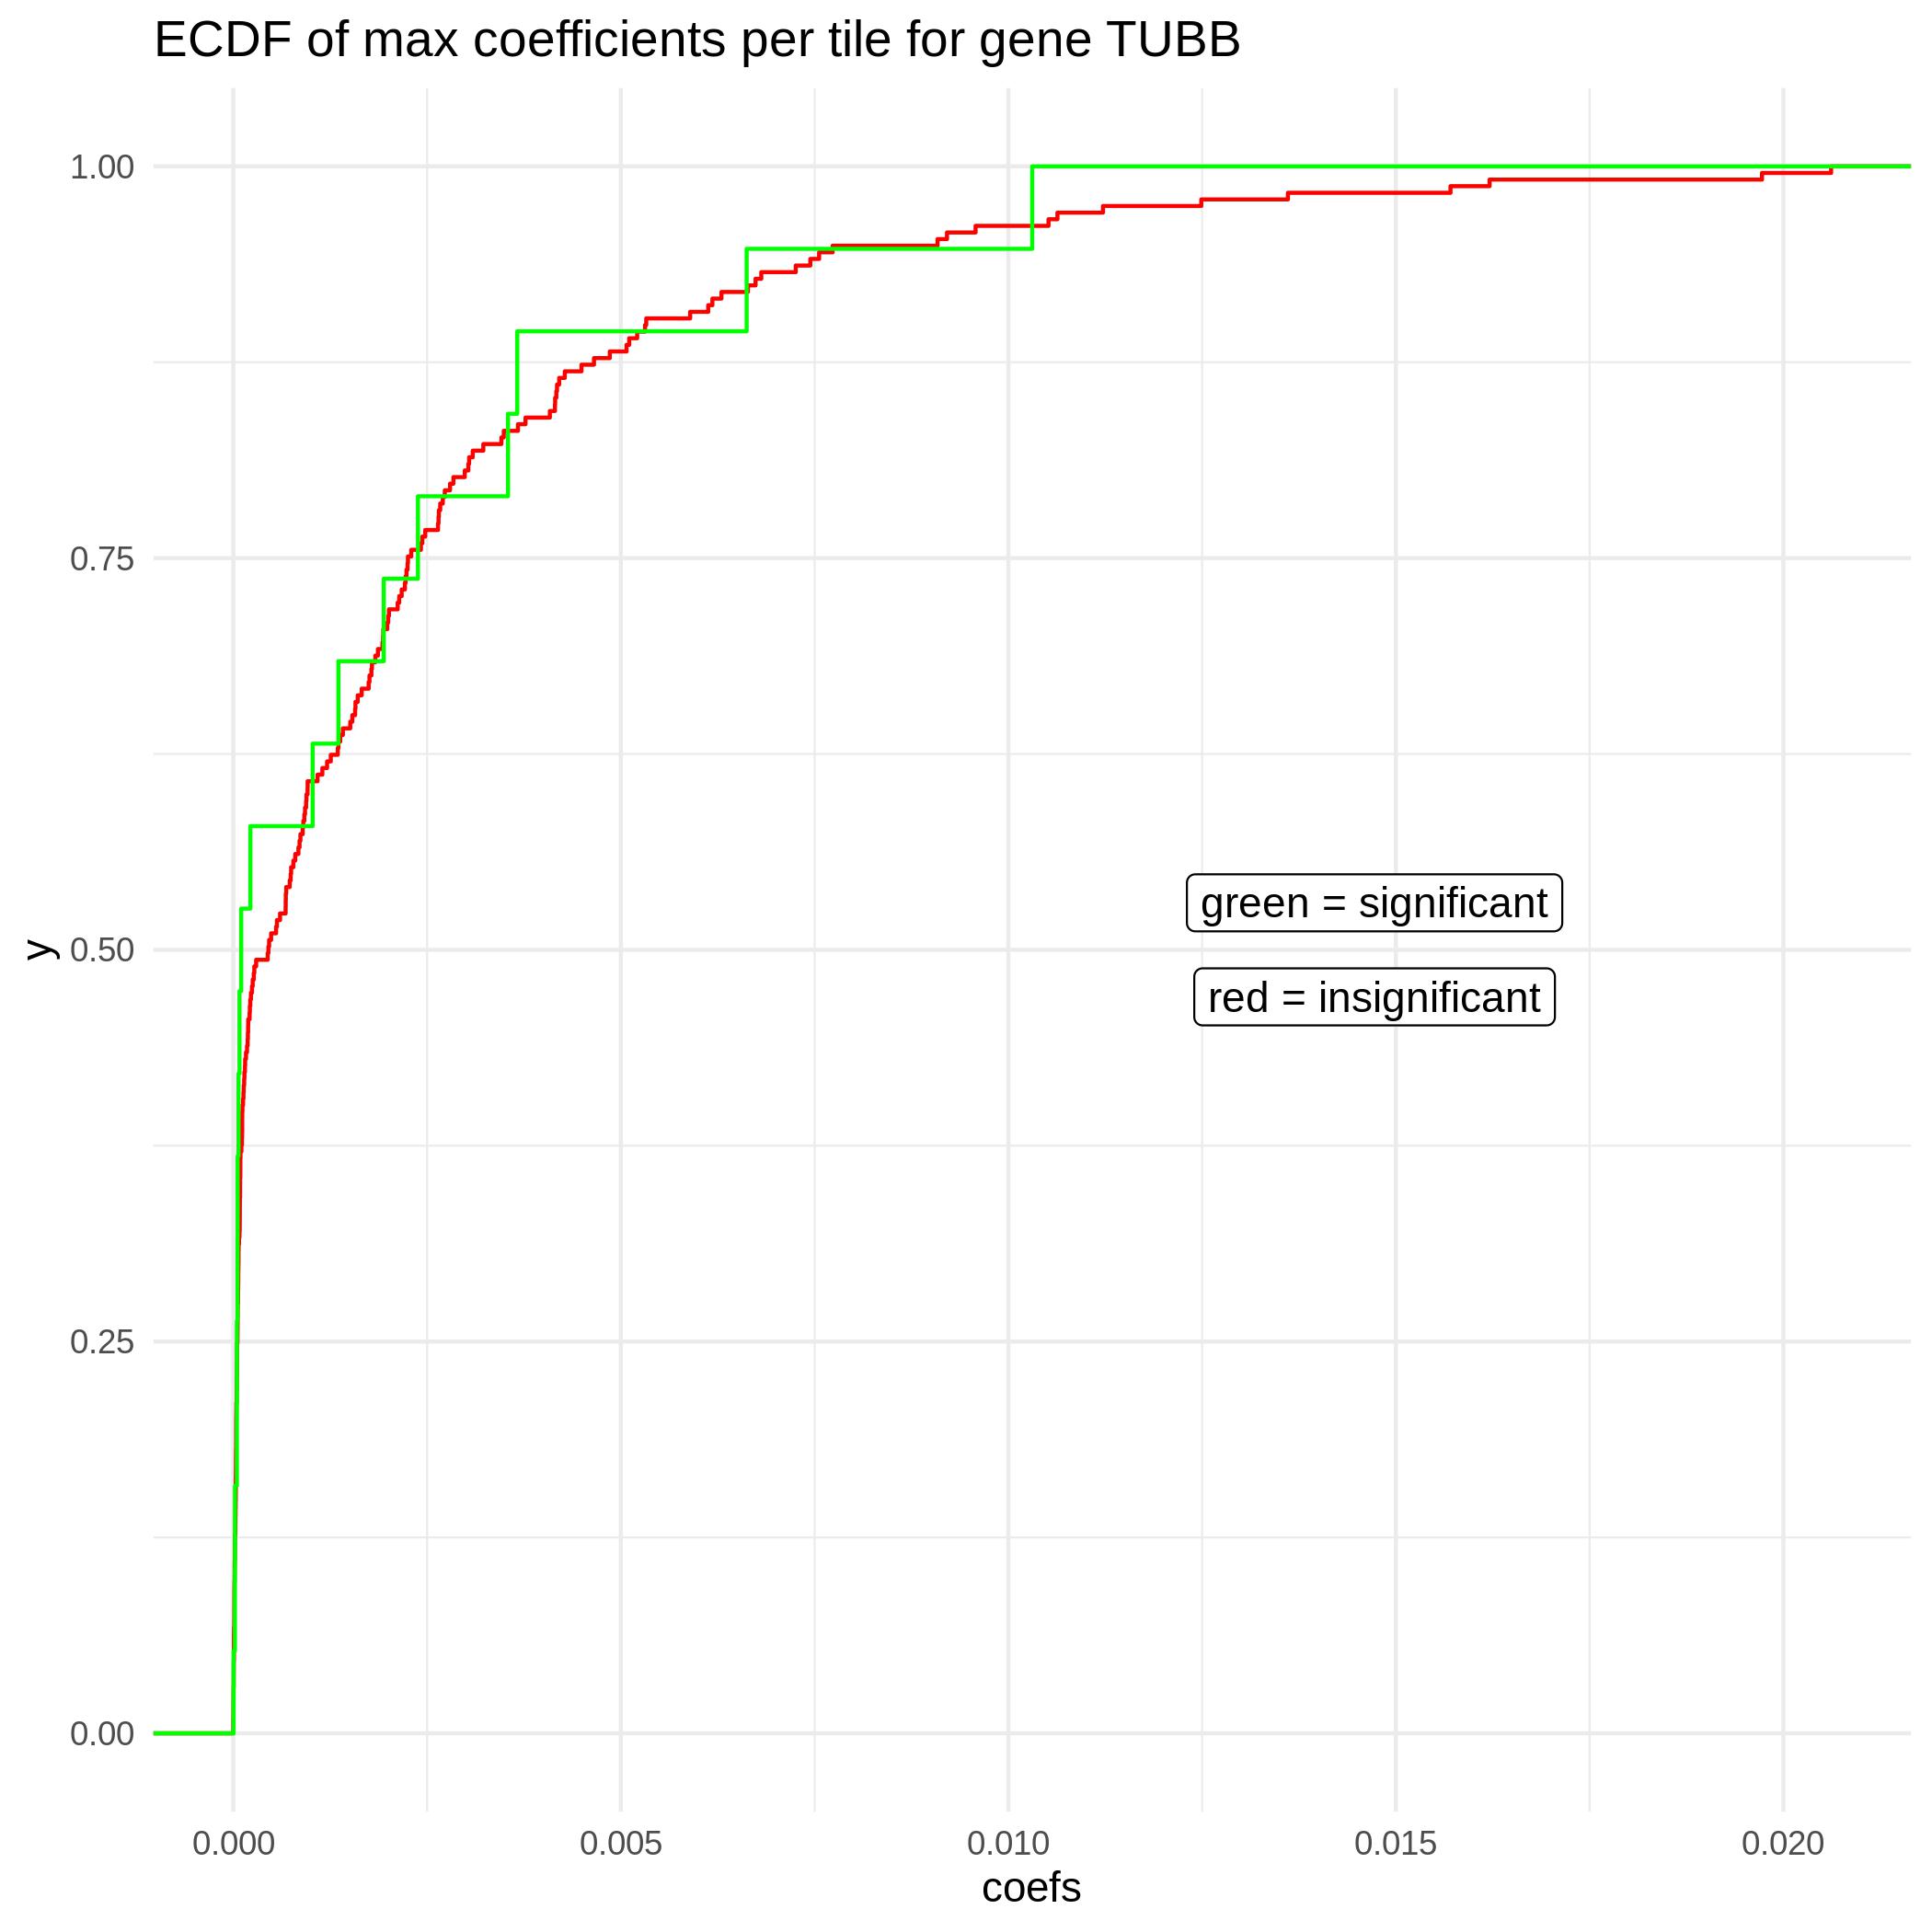 ECDF of max coefficients per tile for gene TUBB
1.00
0.75
0.50
0.25
0.00
y
green = significant
red = insignificant
0.000 0.005 0.010 0.015 0.020
coefs